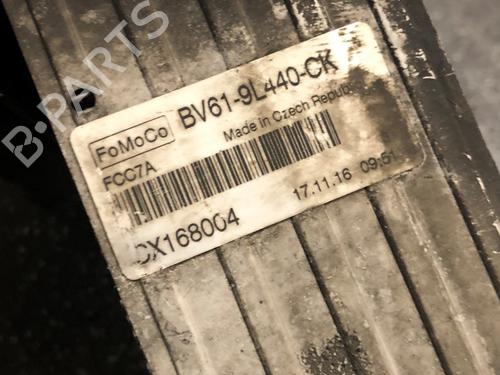 B-PARTS
FoMoCo
BV61-9L440-CK
FCC7A
Made in Czech Republ
CX168004
17.11.16 09:51